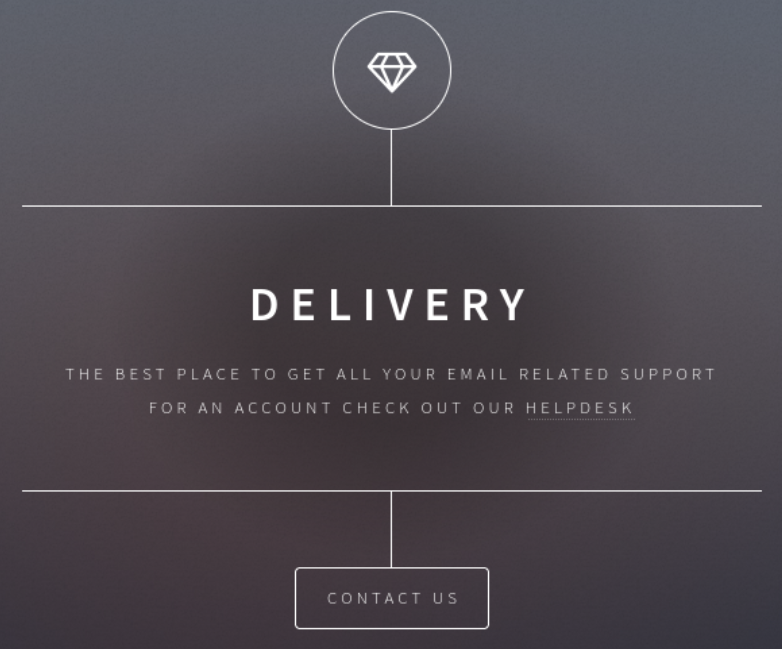 DELIVERY
THE BEST PLACE TO GET ALL YOUR EMAIL RELATED SUPPORT
FOR AN ACCOUNT CHECK OUT OUR HELPDESK
CONTACT US